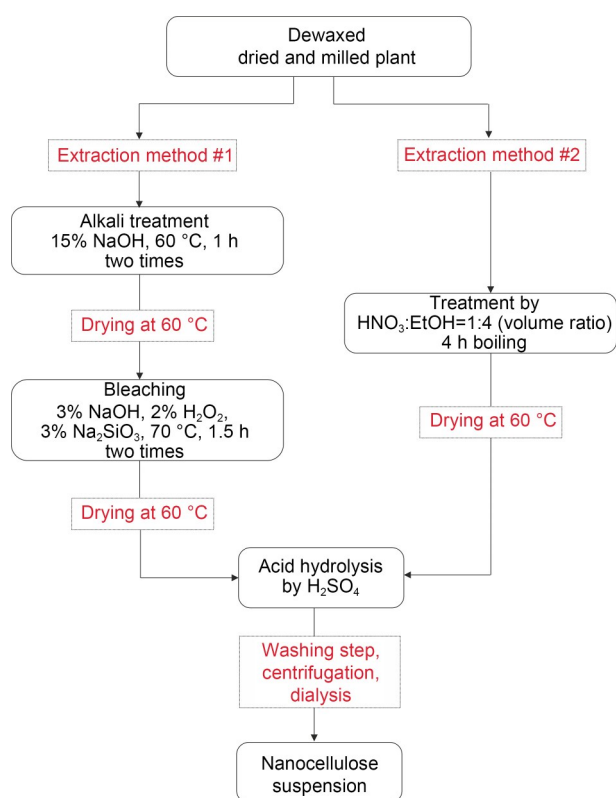 Dewaxed
dried and milled plant
Extraction method #1
Extraction method #2
Alkali treatment
15% NaOH, 60 °C, 1 h
two times
Drying at 60 °C
Treatment by
HNO₃:EtOH=1:4 (volume ratio)
4 h boiling
Bleaching
3% NaOH, 2% H₂O₂,
3% Na₂SiO₃, 70 °C, 1.5 h
two times
Drying at 60 °C
Drying at 60 °C
Acid hydrolysis
by H₂SO₄
Washing step,
centrifugation,
dialysis
Nanocellulose
suspension